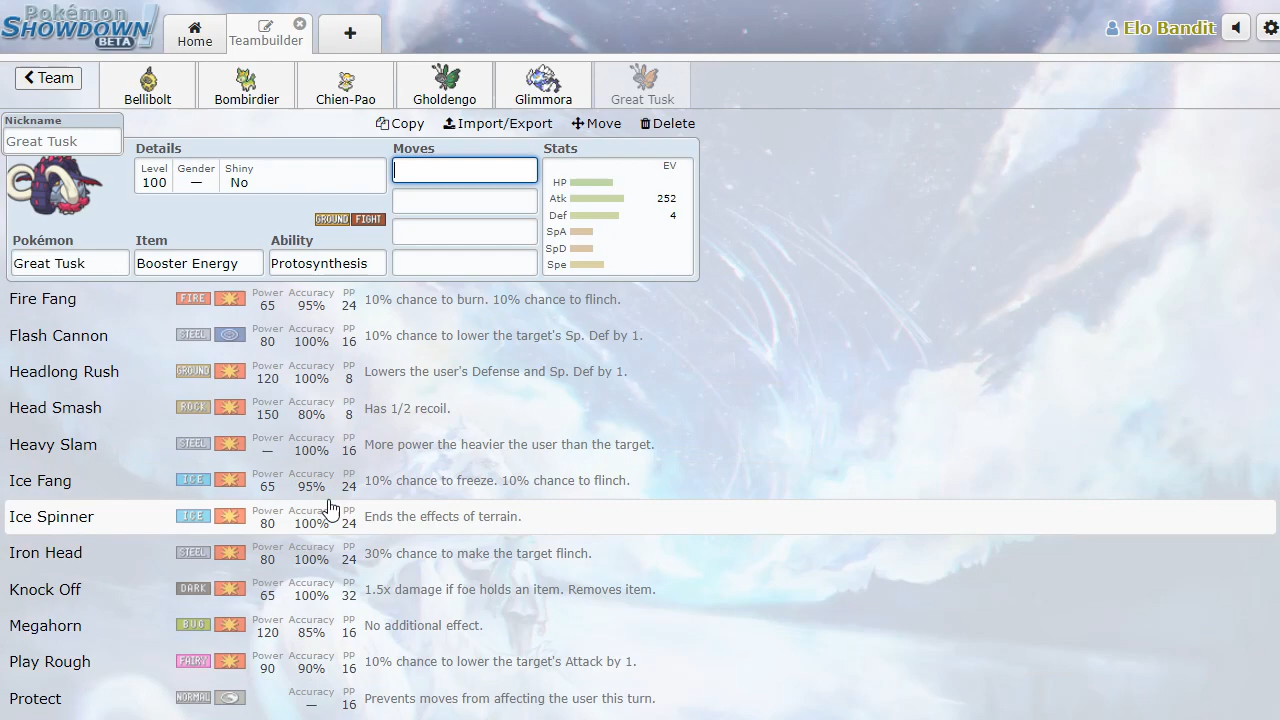 Pokémon
SHOWDOWN!
BETA
Home
Teambuilder
+
Elo Bandit
Team
Bellibolt
Bombirdier
Chien-Pao
Gholdengo
Glimmora
Great Tusk
Nickname
Great Tusk
Copy
Import/Export
Move
Delete
Details
Moves
Stats
Level
100
Gender
—
Shiny
No
EV
HP
Atk 252
Def 4
SpA
SpD
Spe
GROUND FIGHT
Pokémon
Great Tusk
Item
Booster Energy
Ability
Protosynthesis
Fire Fang FIRE Power 65 Accuracy 95% PP 24 10% chance to burn. 10% chance to flinch.
Flash Cannon STEEL Power 80 Accuracy 100% PP 16 10% chance to lower the target's Sp. Def by 1.
Headlong Rush GROUND Power 120 Accuracy 100% PP 8 Lowers the user's Defense and Sp. Def by 1.
Head Smash ROCK Power 150 Accuracy 80% PP 8 Has 1/2 recoil.
Heavy Slam STEEL Power — Accuracy 100% PP 16 More power the heavier the user than the target.
Ice Fang ICE Power 65 Accuracy 95% PP 24 10% chance to freeze. 10% chance to flinch.
Ice Spinner ICE Power 80 Accuracy 100% PP 24 Ends the effects of terrain.
Iron Head STEEL Power 80 Accuracy 100% PP 24 30% chance to make the target flinch.
Knock Off DARK Power 65 Accuracy 100% PP 32 1.5x damage if foe holds an item. Removes item.
Megahorn BUG Power 120 Accuracy 85% PP 16 No additional effect.
Play Rough FAIRY Power 90 Accuracy 90% PP 16 10% chance to lower the target's Attack by 1.
Protect NORMAL Accuracy — PP 16 Prevents moves from affecting the user this turn.